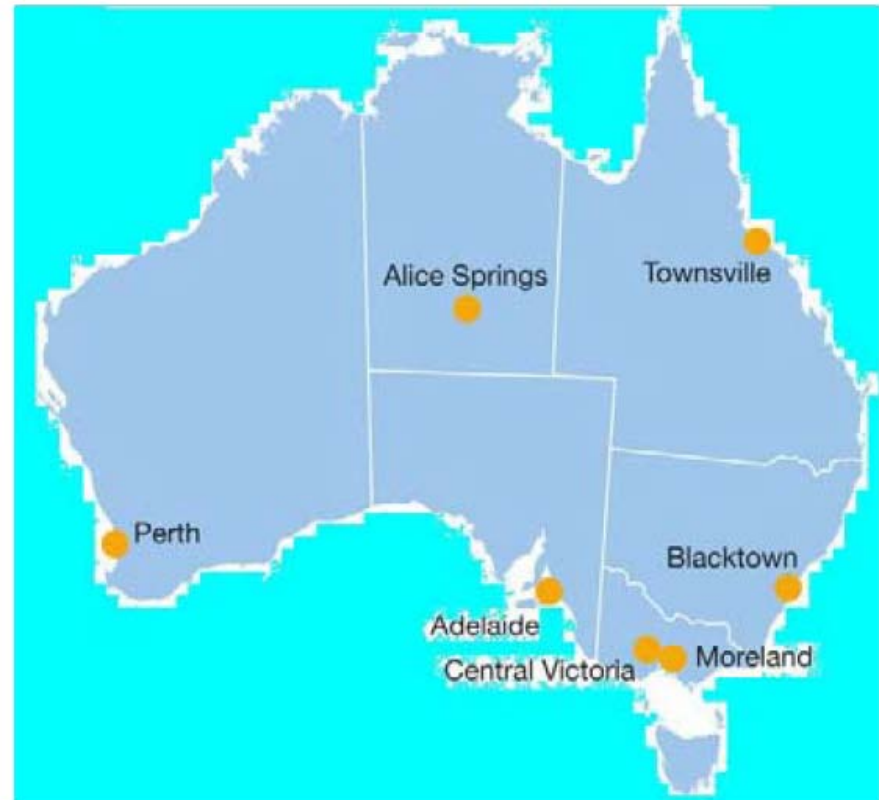 Alice Springs
Townsville
Perth
Blacktown
Adelaide
Moreland
Central Victoria